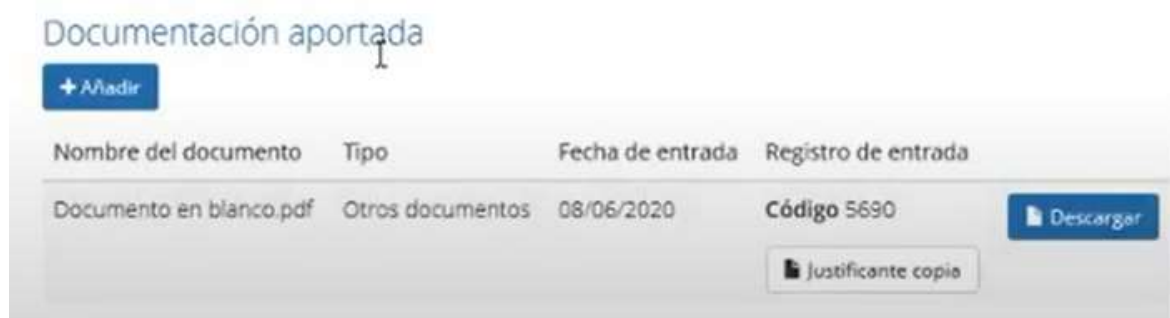 Documentación aportada
+ Añadir
Nombre del documento Tipo Fecha de entrada Registro de entrada
Documento en blanco.pdf Otros documentos 08/06/2020 Código 5690 Descargar
Justificante copia